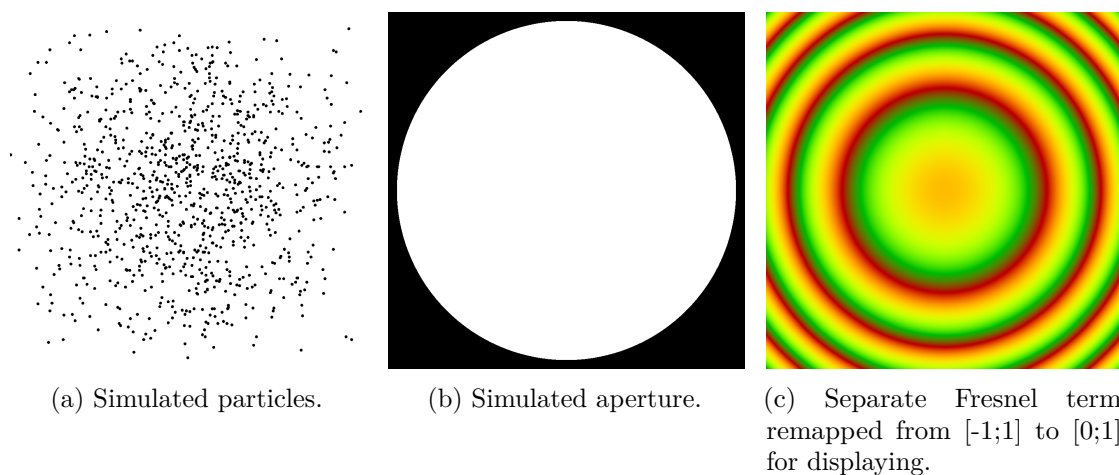 (a) Simulated particles.
(b) Simulated aperture.
(c) Separate Fresnel term
remapped from [-1;1] to [0;1]
for displaying.